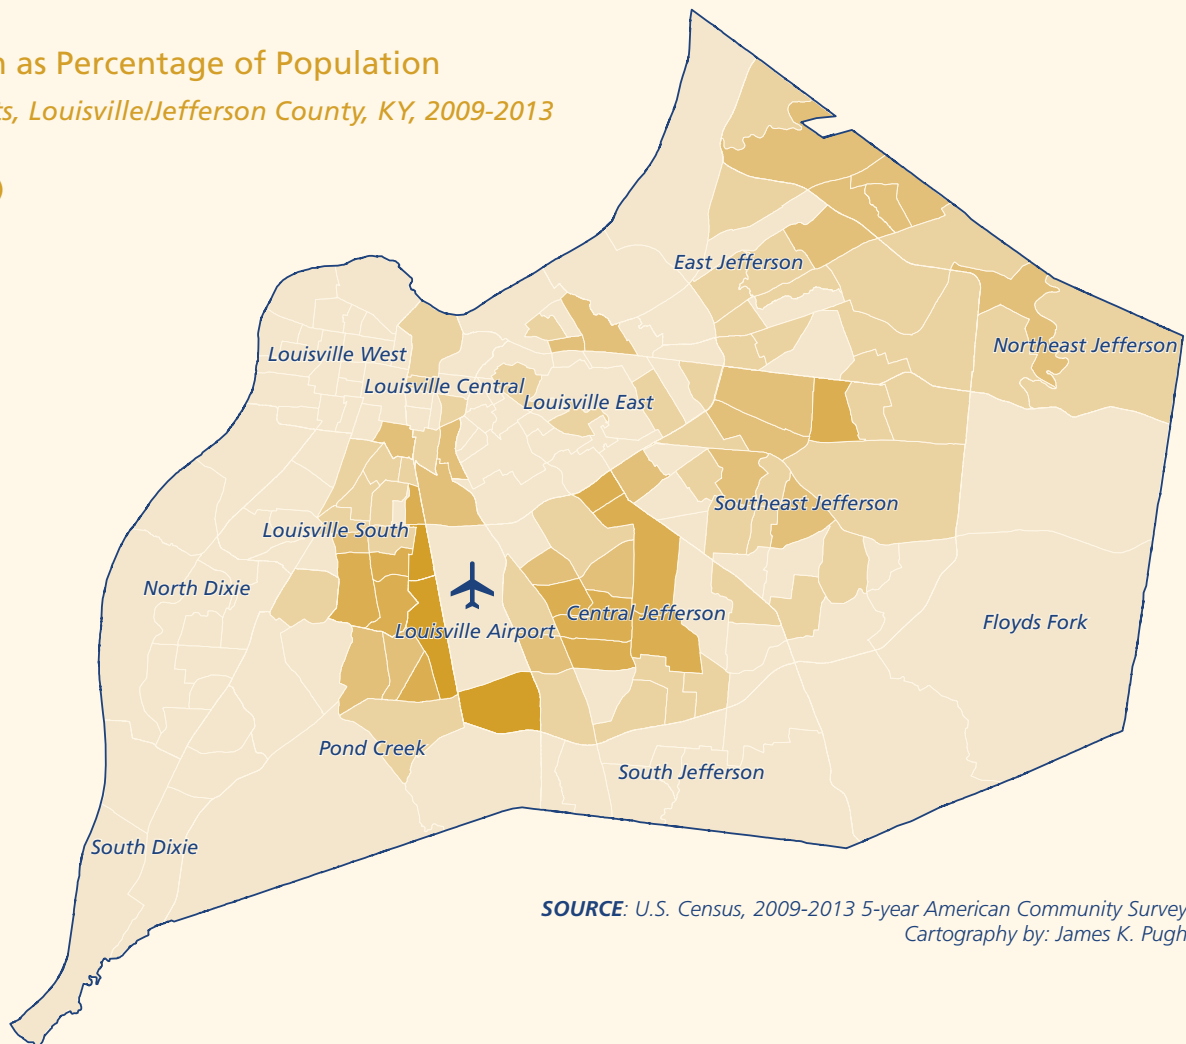 n as Percentage of Population
s, Louisville/Jefferson County, KY, 2009-2013
)
East Jefferson
Northeast Jefferson
Louisville West
Louisville Central
Louisville East
Southeast Jefferson
Louisville South
North Dixie
Central Jefferson
Floyds Fork
Louisville Airport
Pond Creek
South Jefferson
South Dixie
SOURCE: U.S. Census, 2009-2013 5-year American Community Survey
Cartography by: James K. Pugh